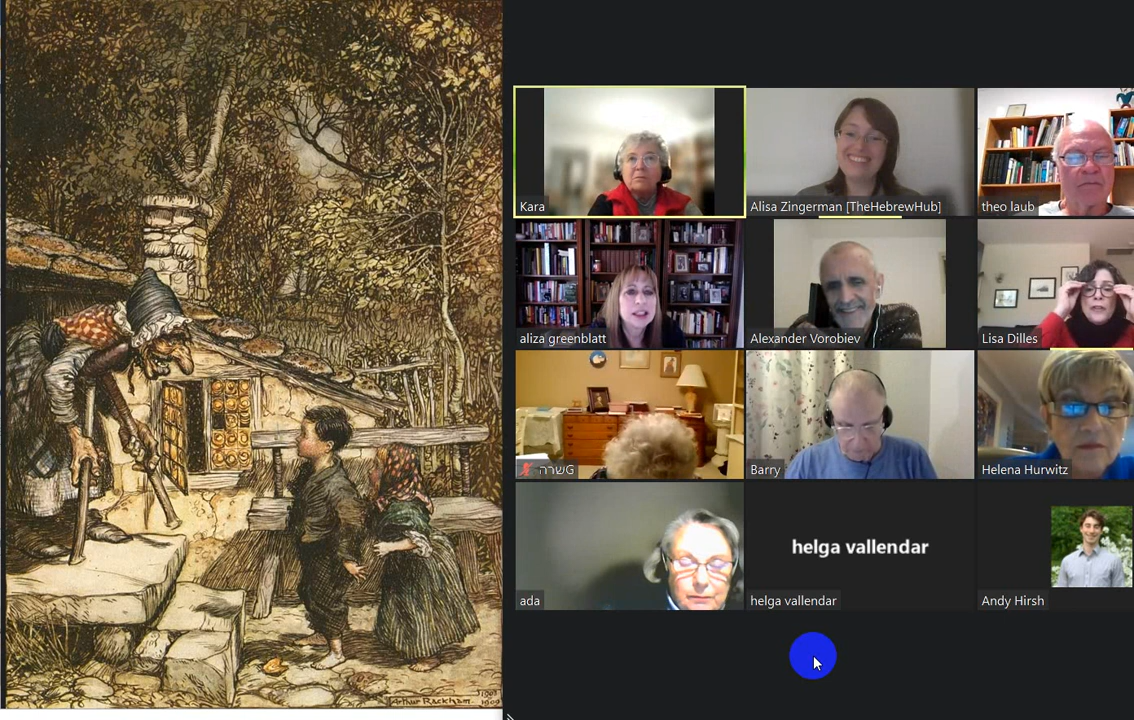 Kara
Alisa Zingerman [TheHebrewHub]
theo laub
aliza greenblatt
Alexander Vorobiev
Lisa Dilles
שרהG
Barry
Helena Hurwitz
ada
helga vallendar
helga vallendar
Andy Hirsh
Arthur Rackham